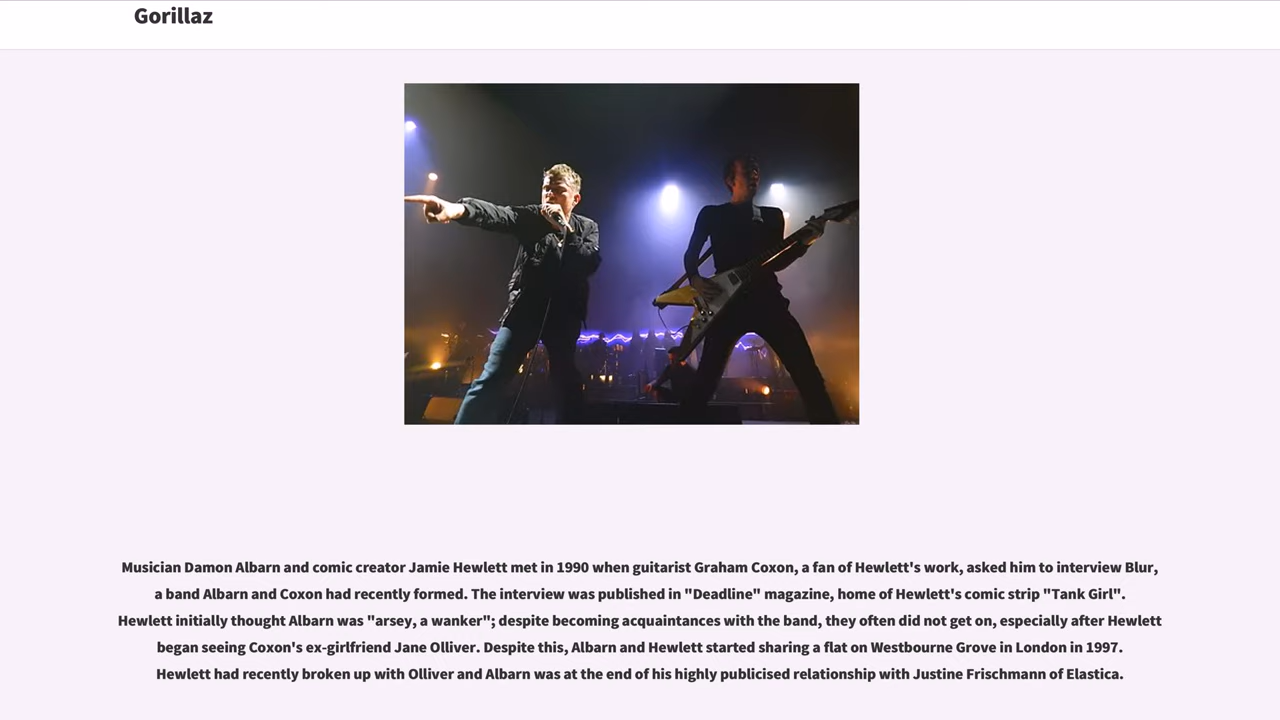 Gorillaz
Musician Damon Albarn and comic creator Jamie Hewlett met in 1990 when guitarist Graham Coxon, a fan of Hewlett's work, asked him to interview Blur,
a band Albarn and Coxon had recently formed. The interview was published in "Deadline" magazine, home of Hewlett's comic strip "Tank Girl".
Hewlett initially thought Albarn was "arsey, a wanker"; despite becoming acquaintances with the band, they often did not get on, especially after Hewlett
began seeing Coxon's ex-girlfriend Jane Olliver. Despite this, Albarn and Hewlett started sharing a flat on Westbourne Grove in London in 1997.
Hewlett had recently broken up with Olliver and Albarn was at the end of his highly publicised relationship with Justine Frischmann of Elastica.